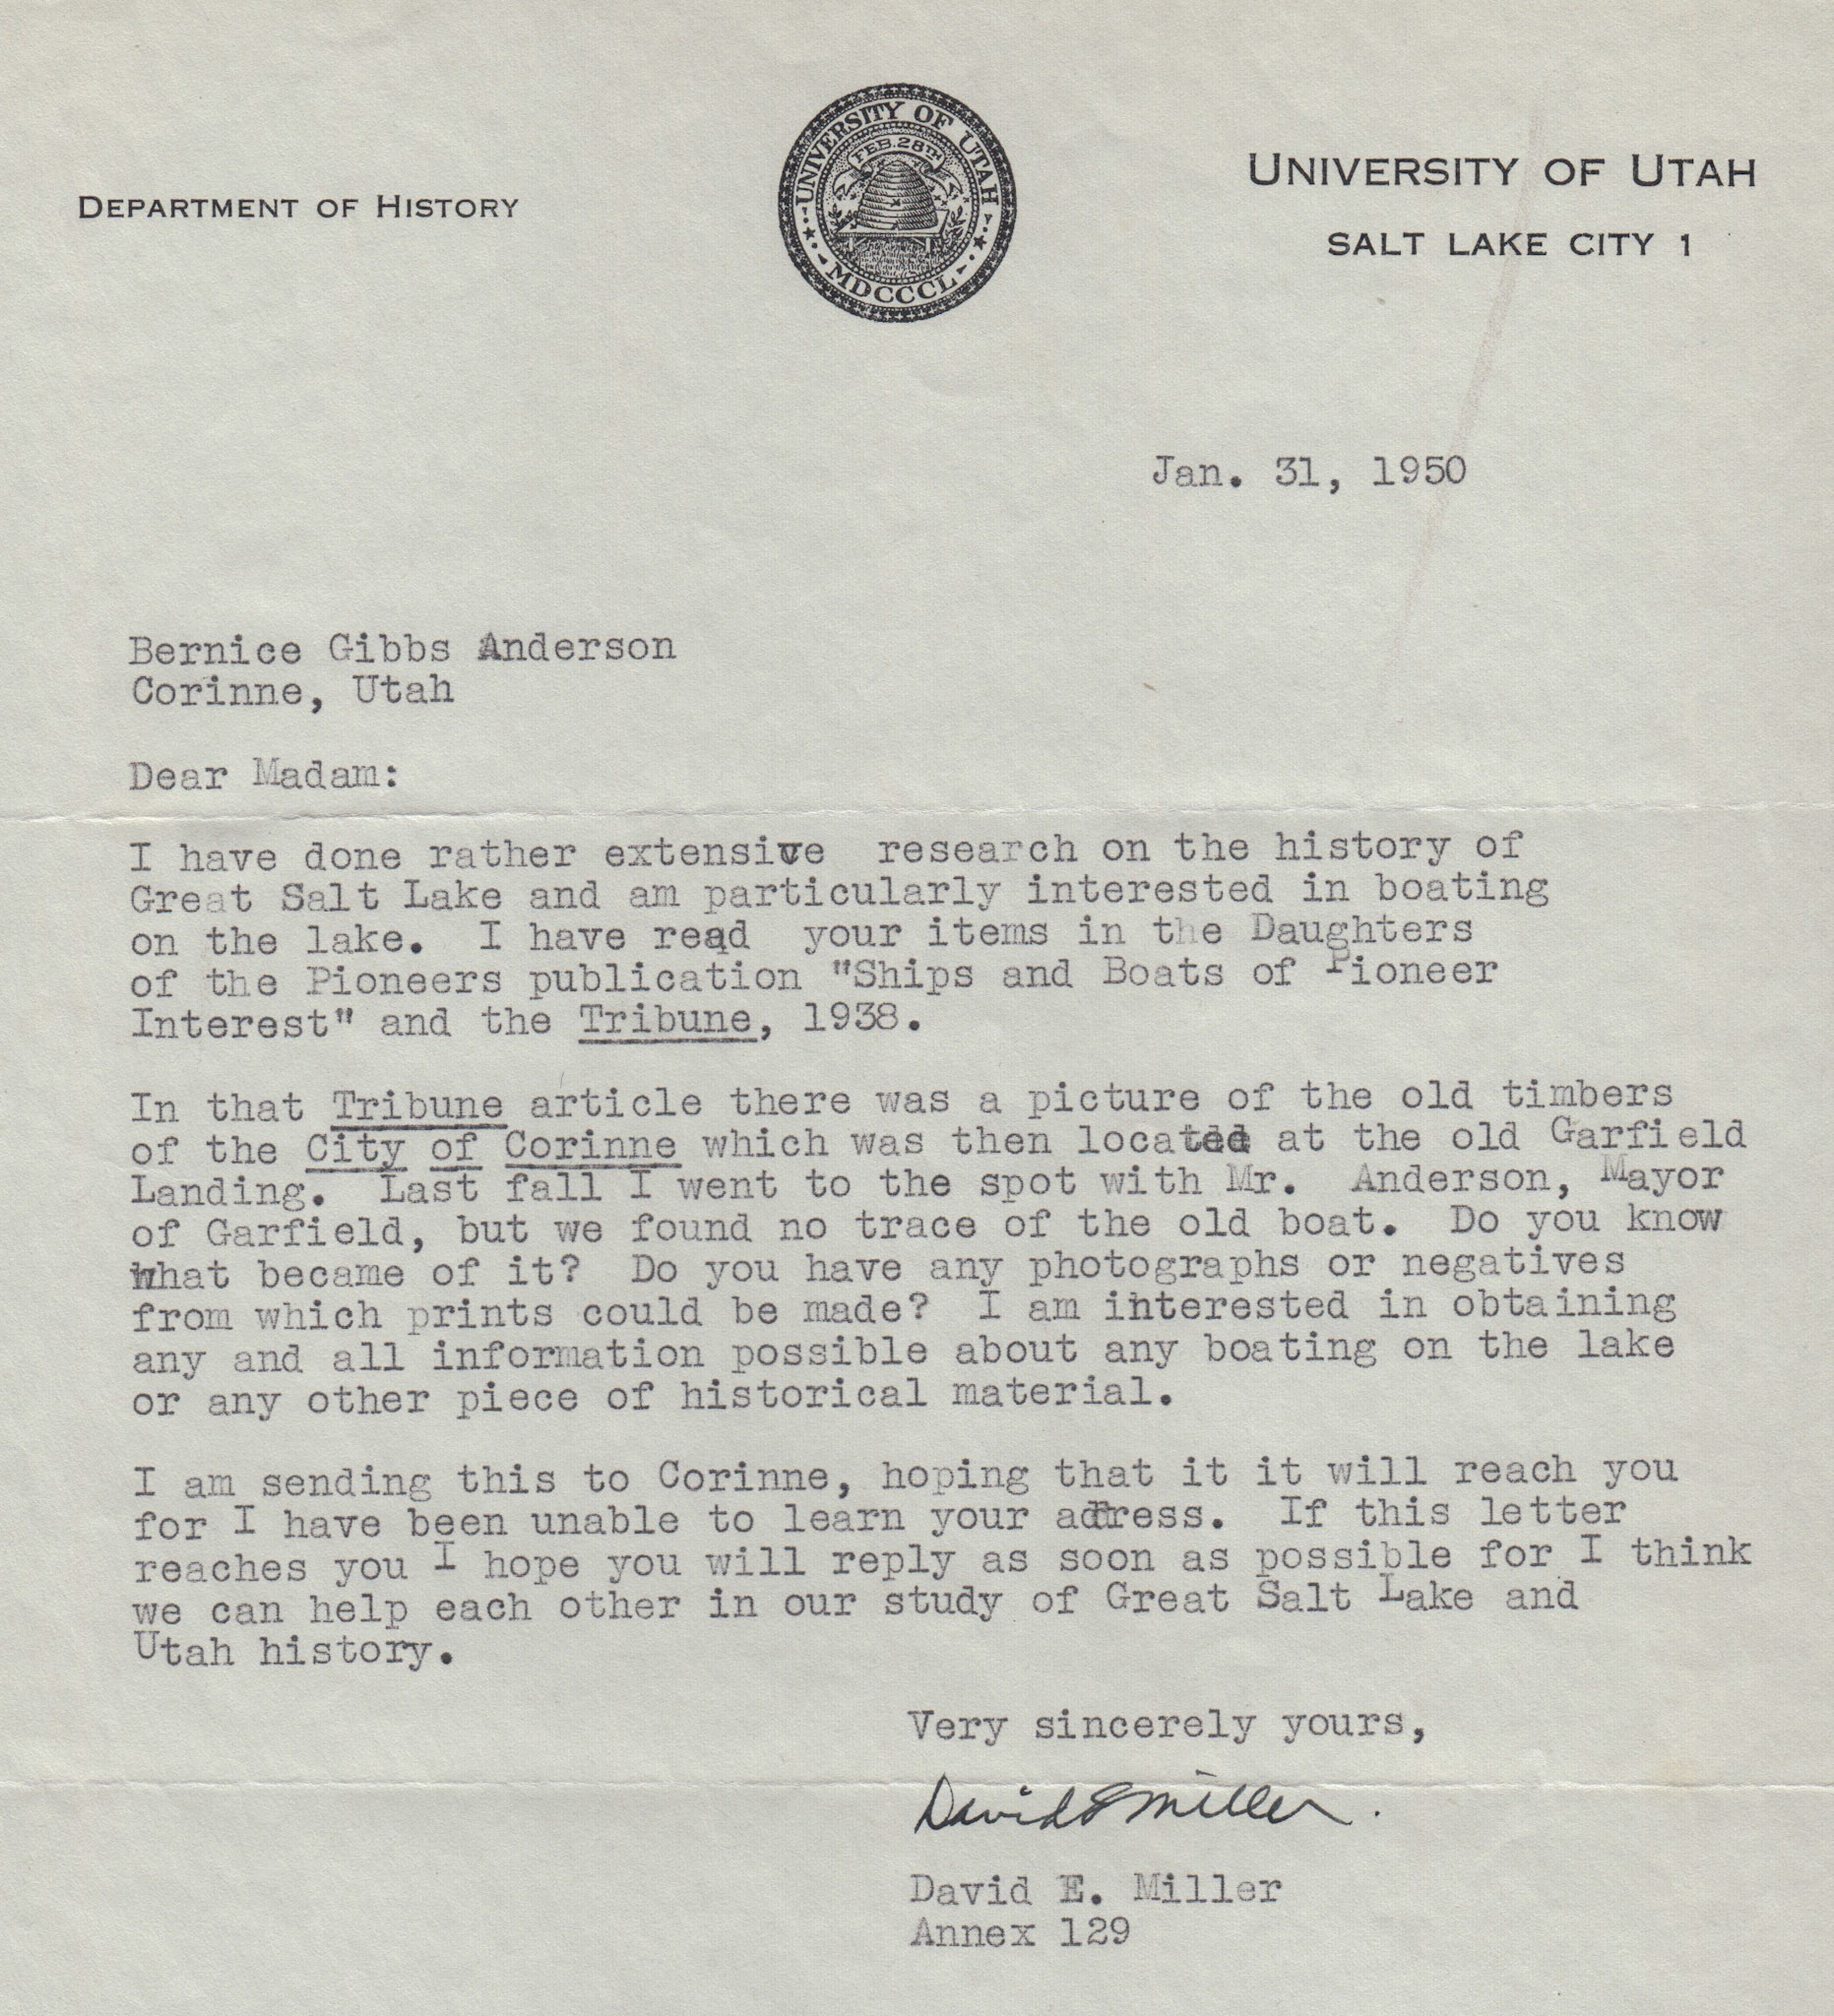 DEPARTMENT OF HISTORY
UNIVERSITY OF UTAH
FEB. 28TH
MDCCCL
UNIVERSITY OF UTAH
SALT LAKE CITY 1
Jan. 31, 1950
Bernice Gibbs Anderson
Corinne, Utah
Dear Madam:
I have done rather extensive research on the history of
Great Salt Lake and am particularly interested in boating
on the lake. I have read your items in the Daughters
of the Pioneers publication "Ships and Boats of Pioneer
Interest" and the Tribune, 1938.
In that Tribune article there was a picture of the old timbers
of the City of Corinne which was then located at the old Garfield
Landing. Last fall I went to the spot with Mr. Anderson, Mayor
of Garfield, but we found no trace of the old boat. Do you know
what became of it? Do you have any photographs or negatives
from which prints could be made? I am interested in obtaining
any and all information possible about any boating on the lake
or any other piece of historical material.
I am sending this to Corinne, hoping that it it will reach you
for I have been unable to learn your address. If this letter
reaches you I hope you will reply as soon as possible for I think
we can help each other in our study of Great Salt Lake and
Utah history.
Very sincerely yours,
David E Miller.
David E. Miller
Annex 129